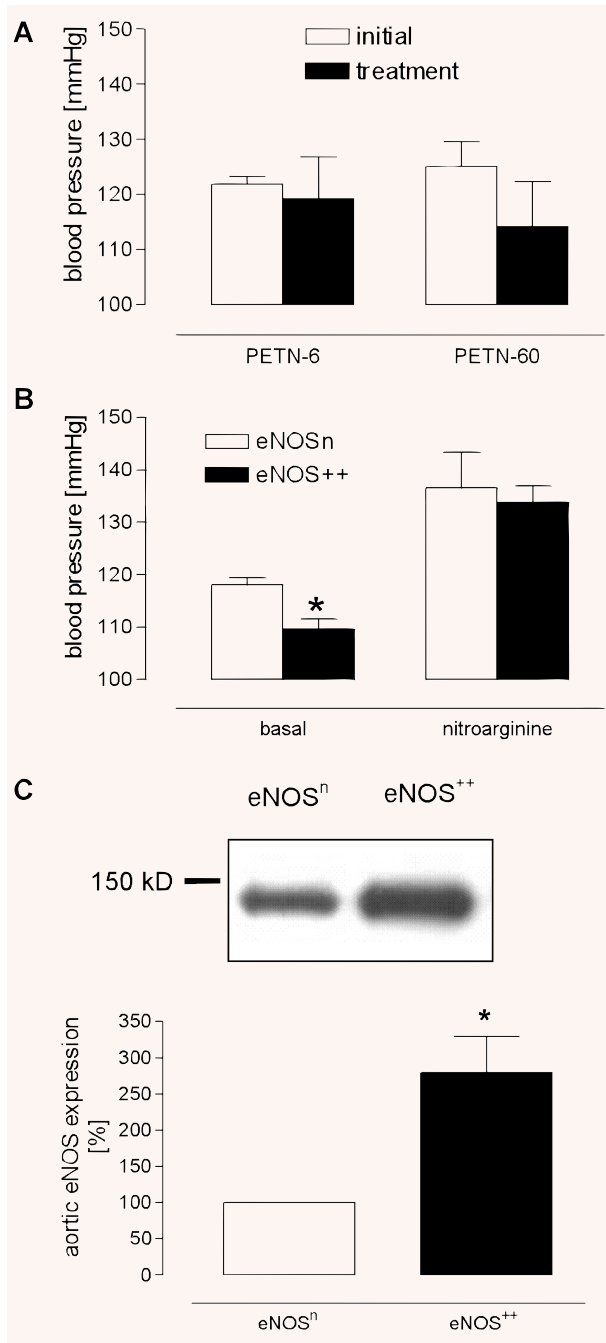 A
blood pressure [mmHg]
150
140
130
120
110
100
initial
treatment
PETN-6
PETN-60
B
blood pressure [mmHg]
150
140
130
120
110
100
eNOSn
eNOS++
*
basal
nitroarginine
C
eNOSⁿ
eNOS⁺⁺
150 kD
aortic eNOS expression
[%]
350
300
250
200
150
100
50
0
*
eNOSⁿ
eNOS⁺⁺